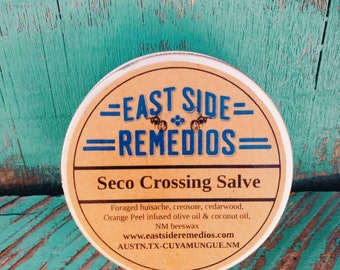 EAST SIDE
REMEDIOS
Seco Crossing Salve
Foraged huisache, creosote, cedarwood,
Orange Peel infused olive oil & coconut oil,
NM beeswax
www.eastsideremedios.com
AUSTN.TX-CUYAMUNGUE.NM